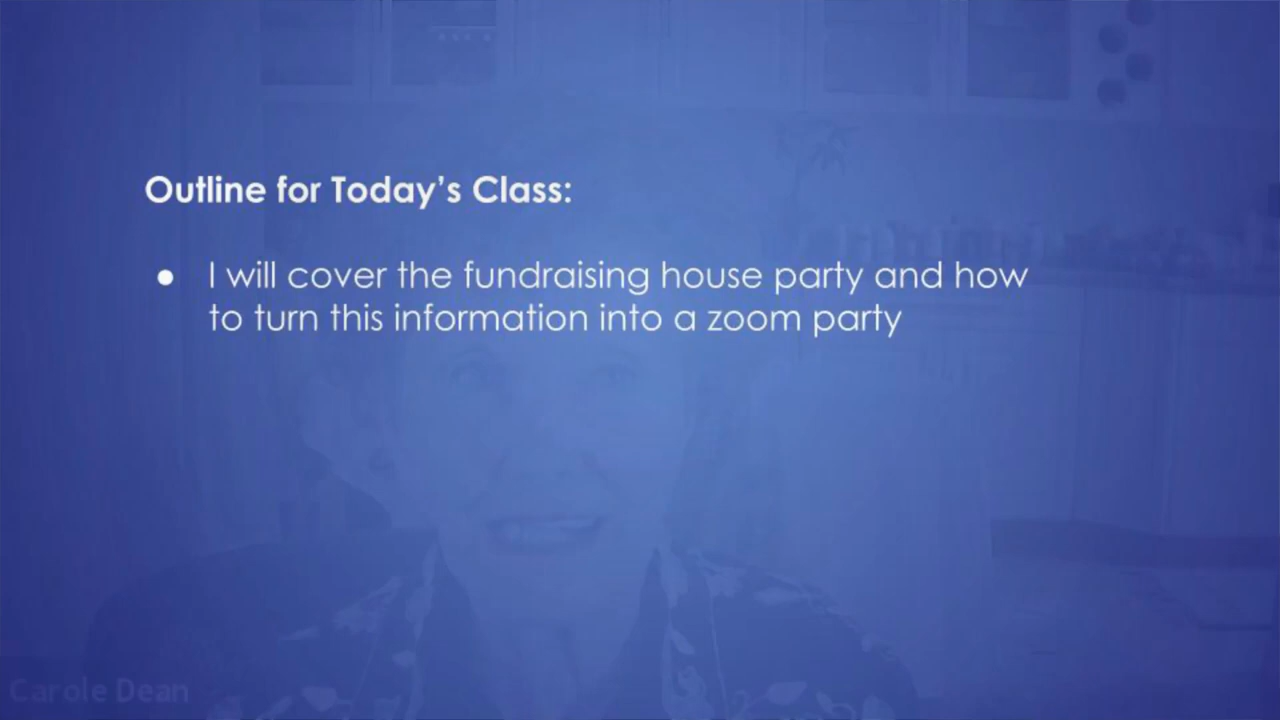 Outline for Today's Class:
● I will cover the fundraising house party and how
to turn this information into a zoom party
Carole Dean